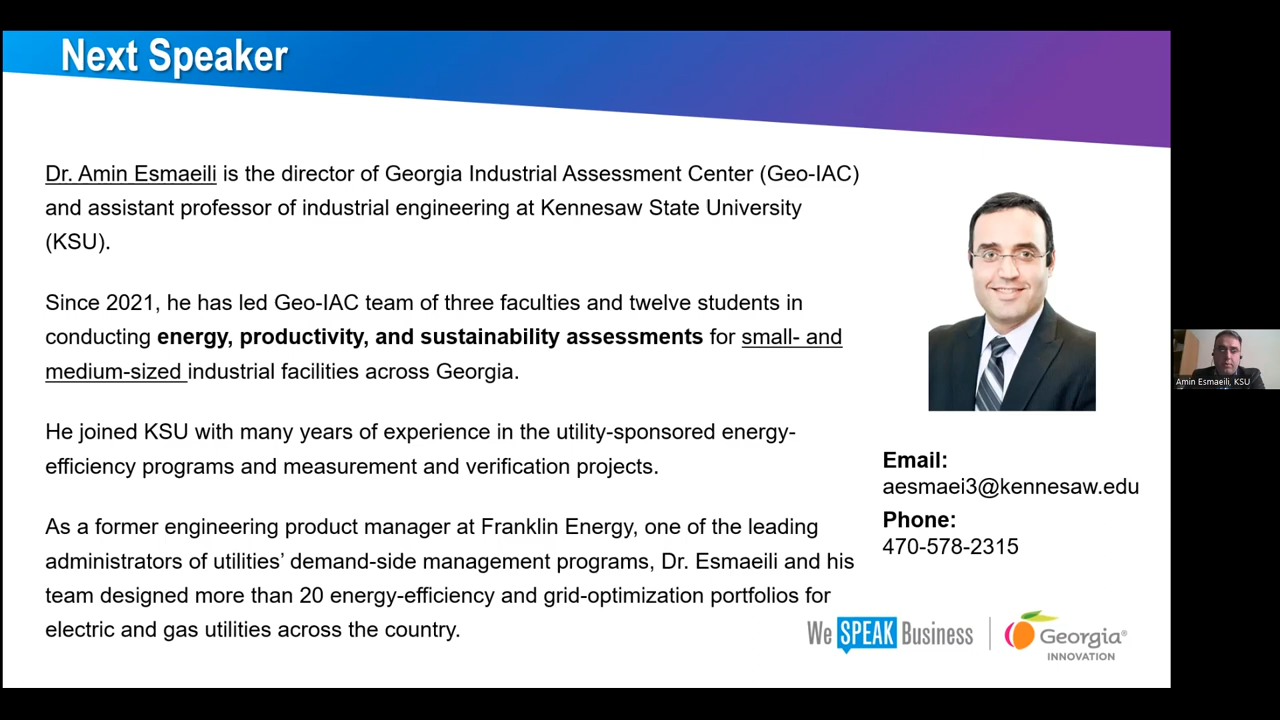 Next Speaker
Dr. Amin Esmaeili is the director of Georgia Industrial Assessment Center (Geo-IAC)
and assistant professor of industrial engineering at Kennesaw State University
(KSU).
Since 2021, he has led Geo-IAC team of three faculties and twelve students in
conducting energy, productivity, and sustainability assessments for small- and
medium-sized industrial facilities across Georgia.
He joined KSU with many years of experience in the utility-sponsored energy-
efficiency programs and measurement and verification projects.
As a former engineering product manager at Franklin Energy, one of the leading
administrators of utilities’ demand-side management programs, Dr. Esmaeili and his
team designed more than 20 energy-efficiency and grid-optimization portfolios for
electric and gas utilities across the country.
Email:
aesmaei3@kennesaw.edu
Phone:
470-578-2315
We SPEAK Business
Georgia®
INNOVATION
Amin Esmaeili, KSU